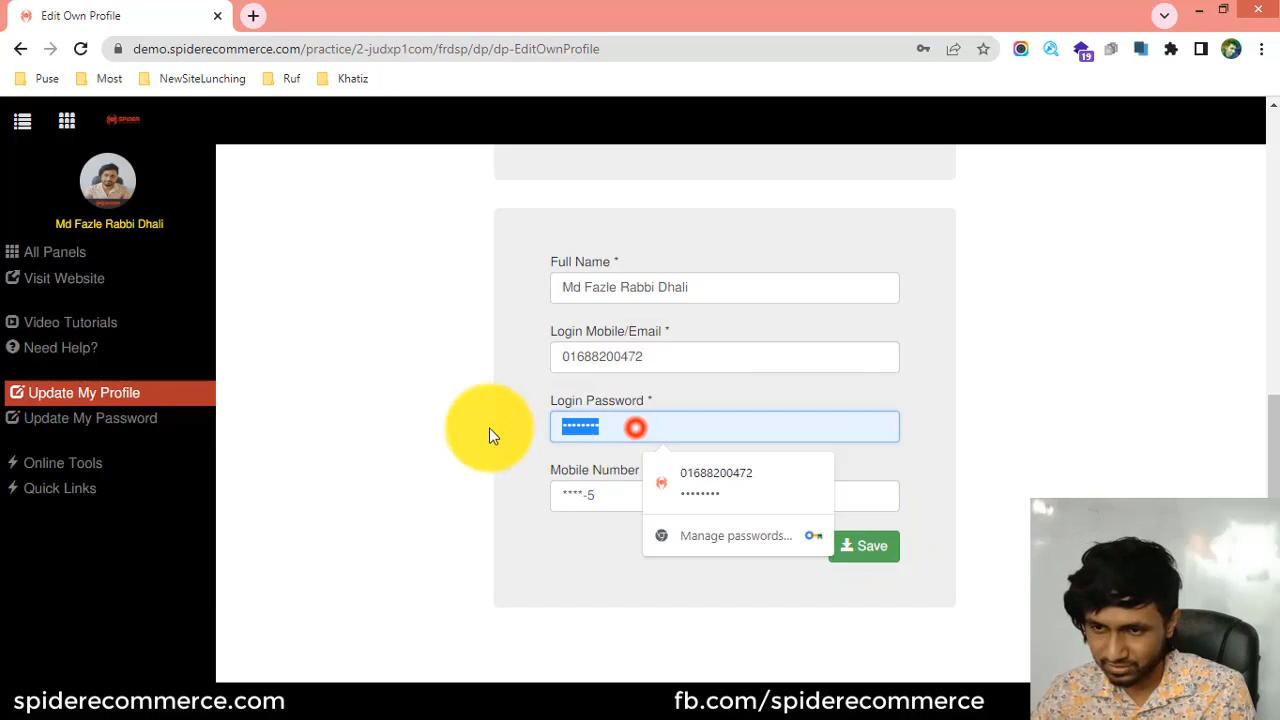 Edit Own Profile
demo.spiderecommerce.com/practice/2-judxp1com/frdsp/dp/dp-EditOwnProfile
19
Puse
Most
NewSiteLunching
Ruf
Khatiz
SPIDER
Md Fazle Rabbi Dhali
All Panels
Visit Website
Video Tutorials
Need Help?
Update My Profile
Update My Password
Online Tools
Quick Links
Full Name *
Md Fazle Rabbi Dhali
Login Mobile/Email *
01688200472
Login Password *
••••••••
01688200472
••••••••
Manage passwords...
Mobile Number
****-5
Save
spiderecommerce.com
fb.com/spiderecommerce